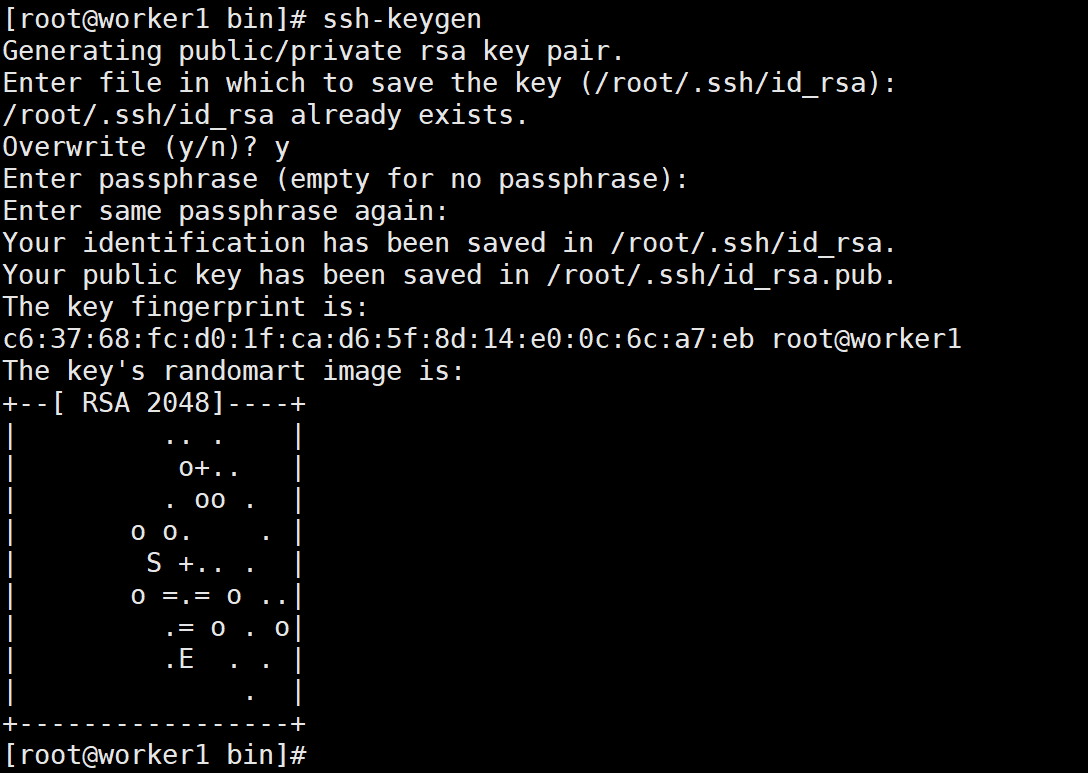 [root@worker1 bin]# ssh-keygen
Generating public/private rsa key pair.
Enter file in which to save the key (/root/.ssh/id_rsa):
/root/.ssh/id_rsa already exists.
Overwrite (y/n)? y
Enter passphrase (empty for no passphrase):
Enter same passphrase again:
Your identification has been saved in /root/.ssh/id_rsa.
Your public key has been saved in /root/.ssh/id_rsa.pub.
The key fingerprint is:
c6:37:68:fc:d0:1f:ca:d6:5f:8d:14:e0:0c:6c:a7:eb root@worker1
The key's randomart image is:
+--[ RSA 2048]----+
|         .. .    |
|          o+..   |
|         . oo .  |
|       o o.    . |
|        S +.. .  |
|       o =.= o ..|
|         .= o . o|
|         .E  . . |
|              .  |
+-----------------+
[root@worker1 bin]#